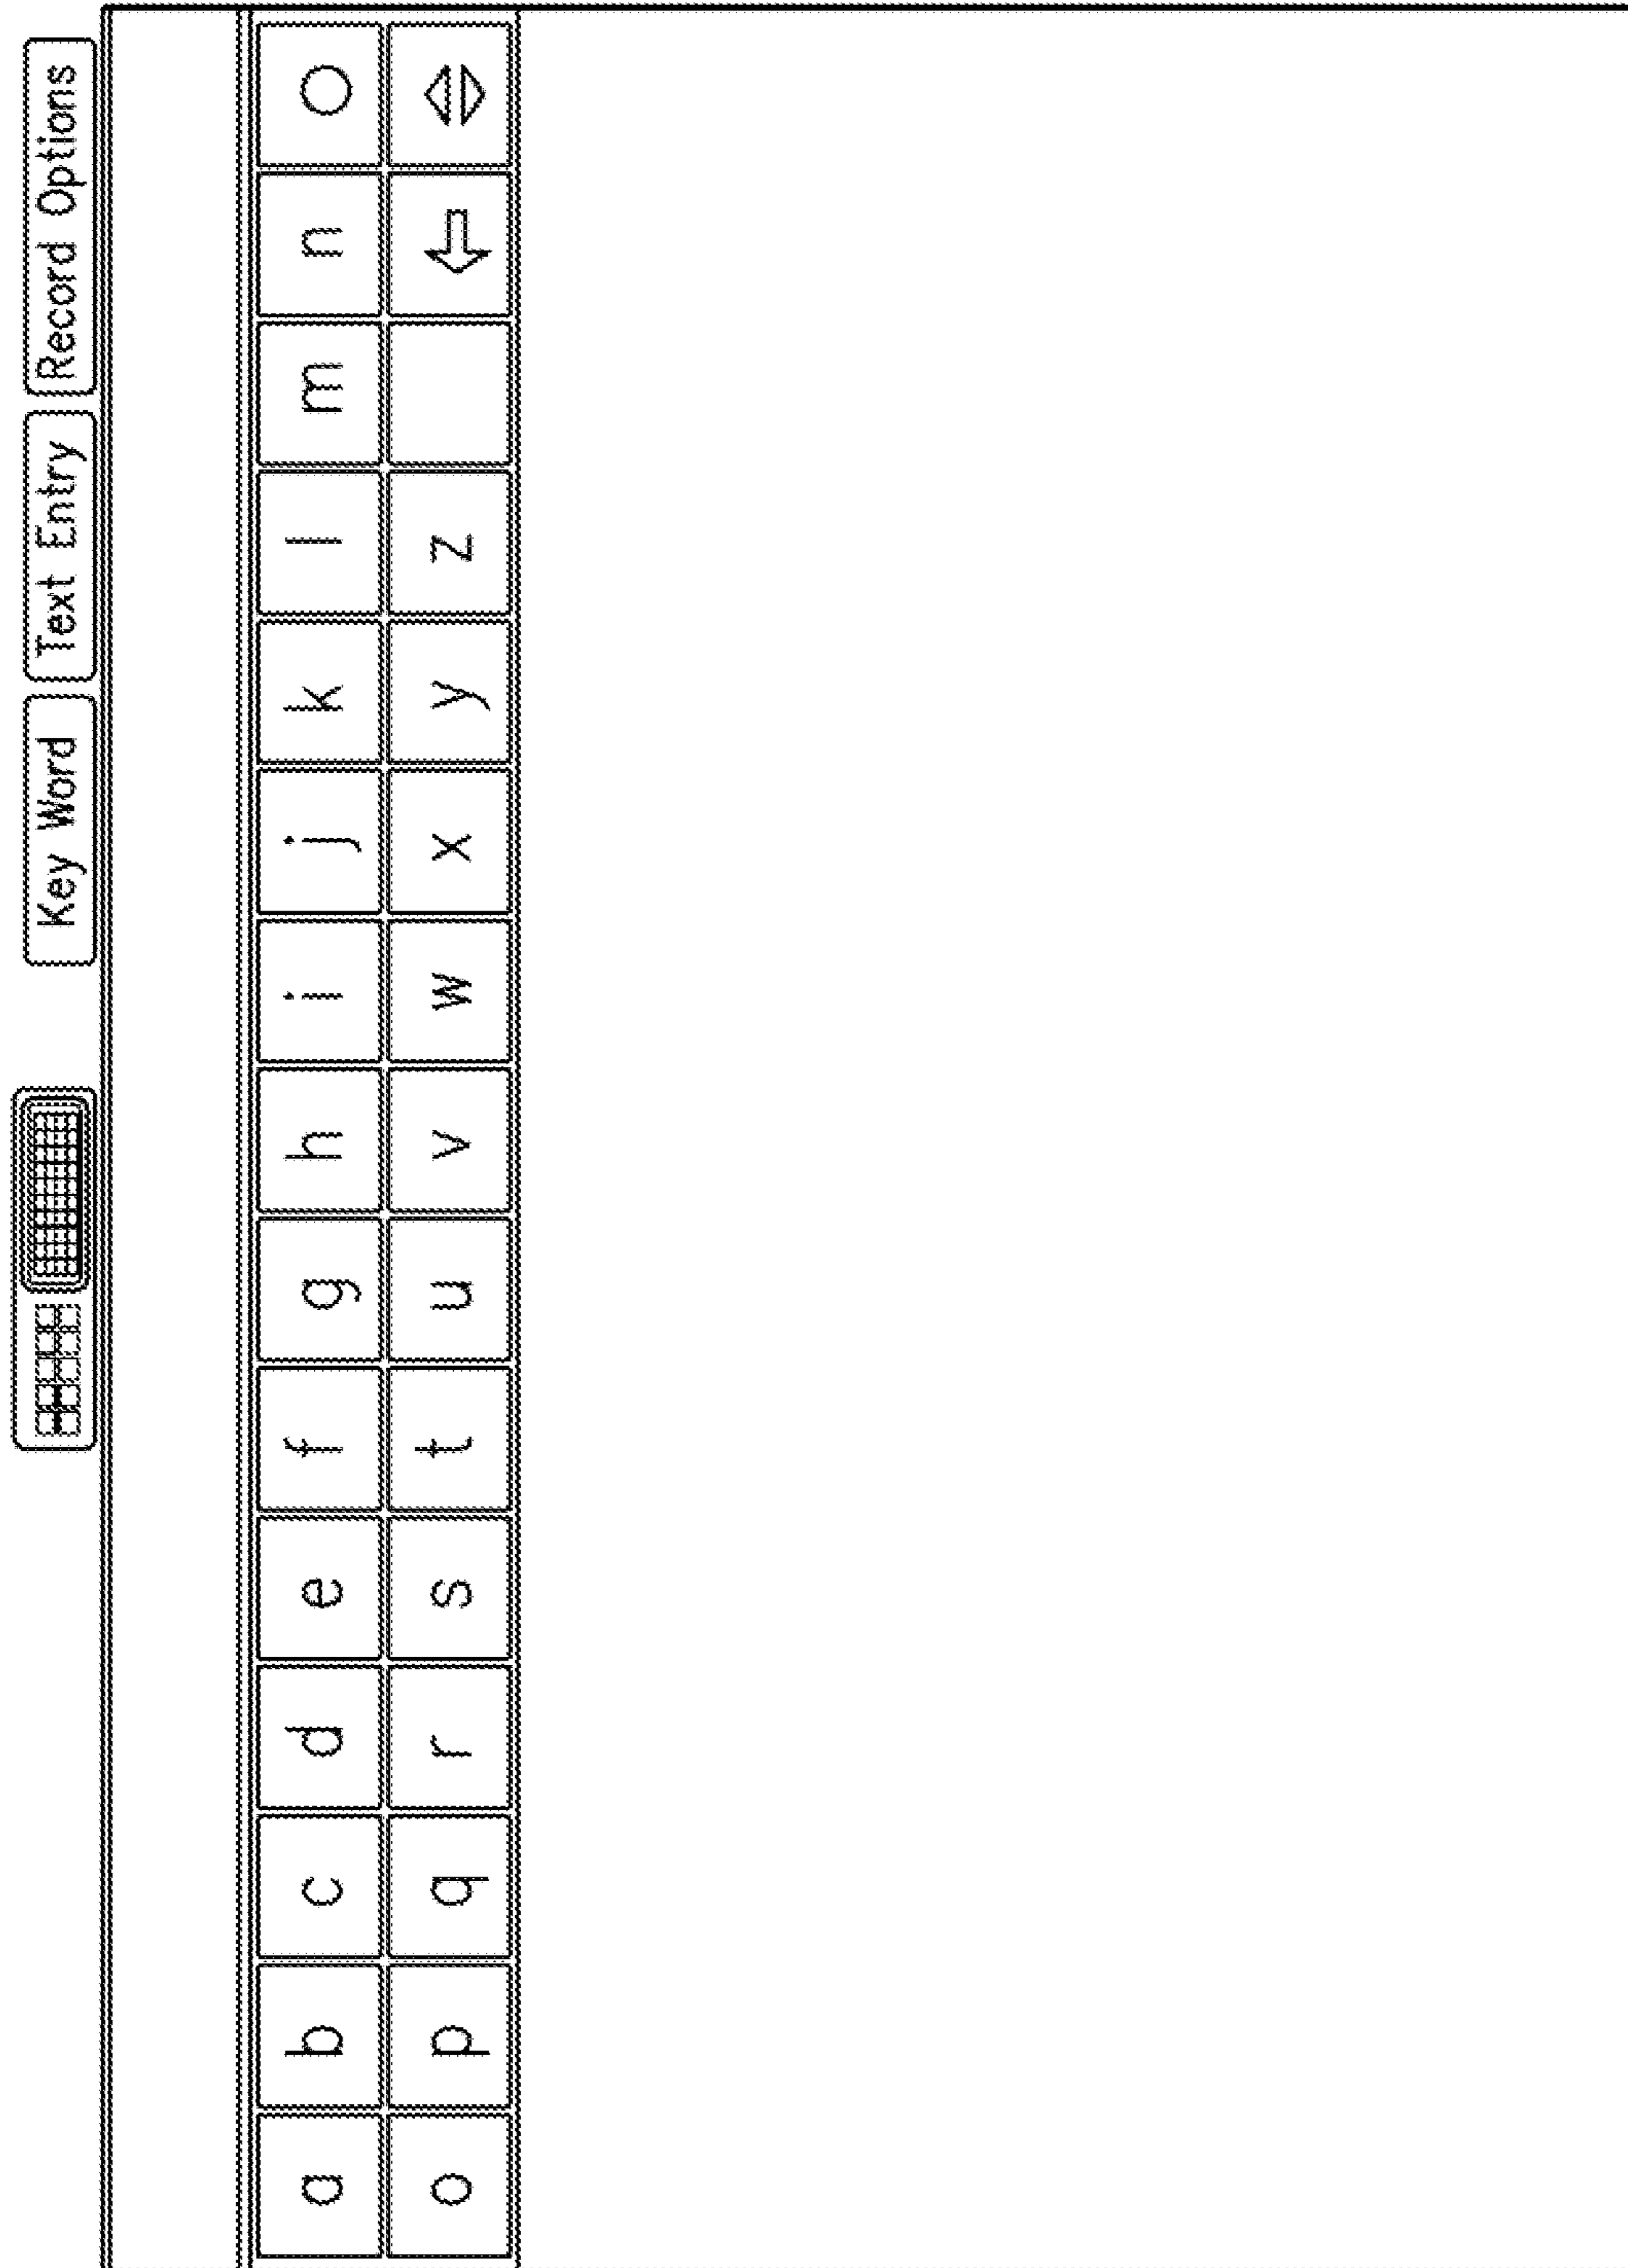 Key Word Text Entry Record Options
a b c d e f g h i j k l m n
o p q r s t u v w x y z